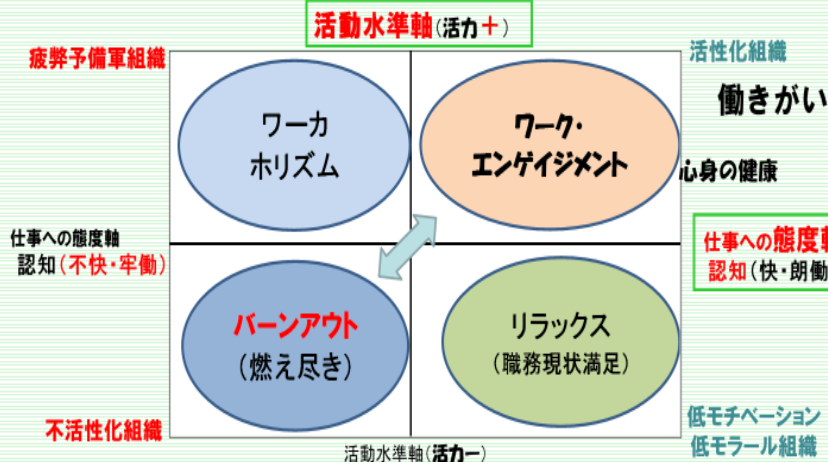 活動水準軸(活力＋)
疲弊予備軍組織
活性化組織
働きがい
ワーカ
ホリズム
ワーク・
エンゲイジメント
心身の健康
仕事への態度軸
認知(不快・牢働)
仕事への態度軸
認知(快・朗働
バーンアウト
(燃え尽き)
リラックス
(職務現状満足)
不活性化組織
低モチベーション
低モラール組織
活動水準軸(活力ー)